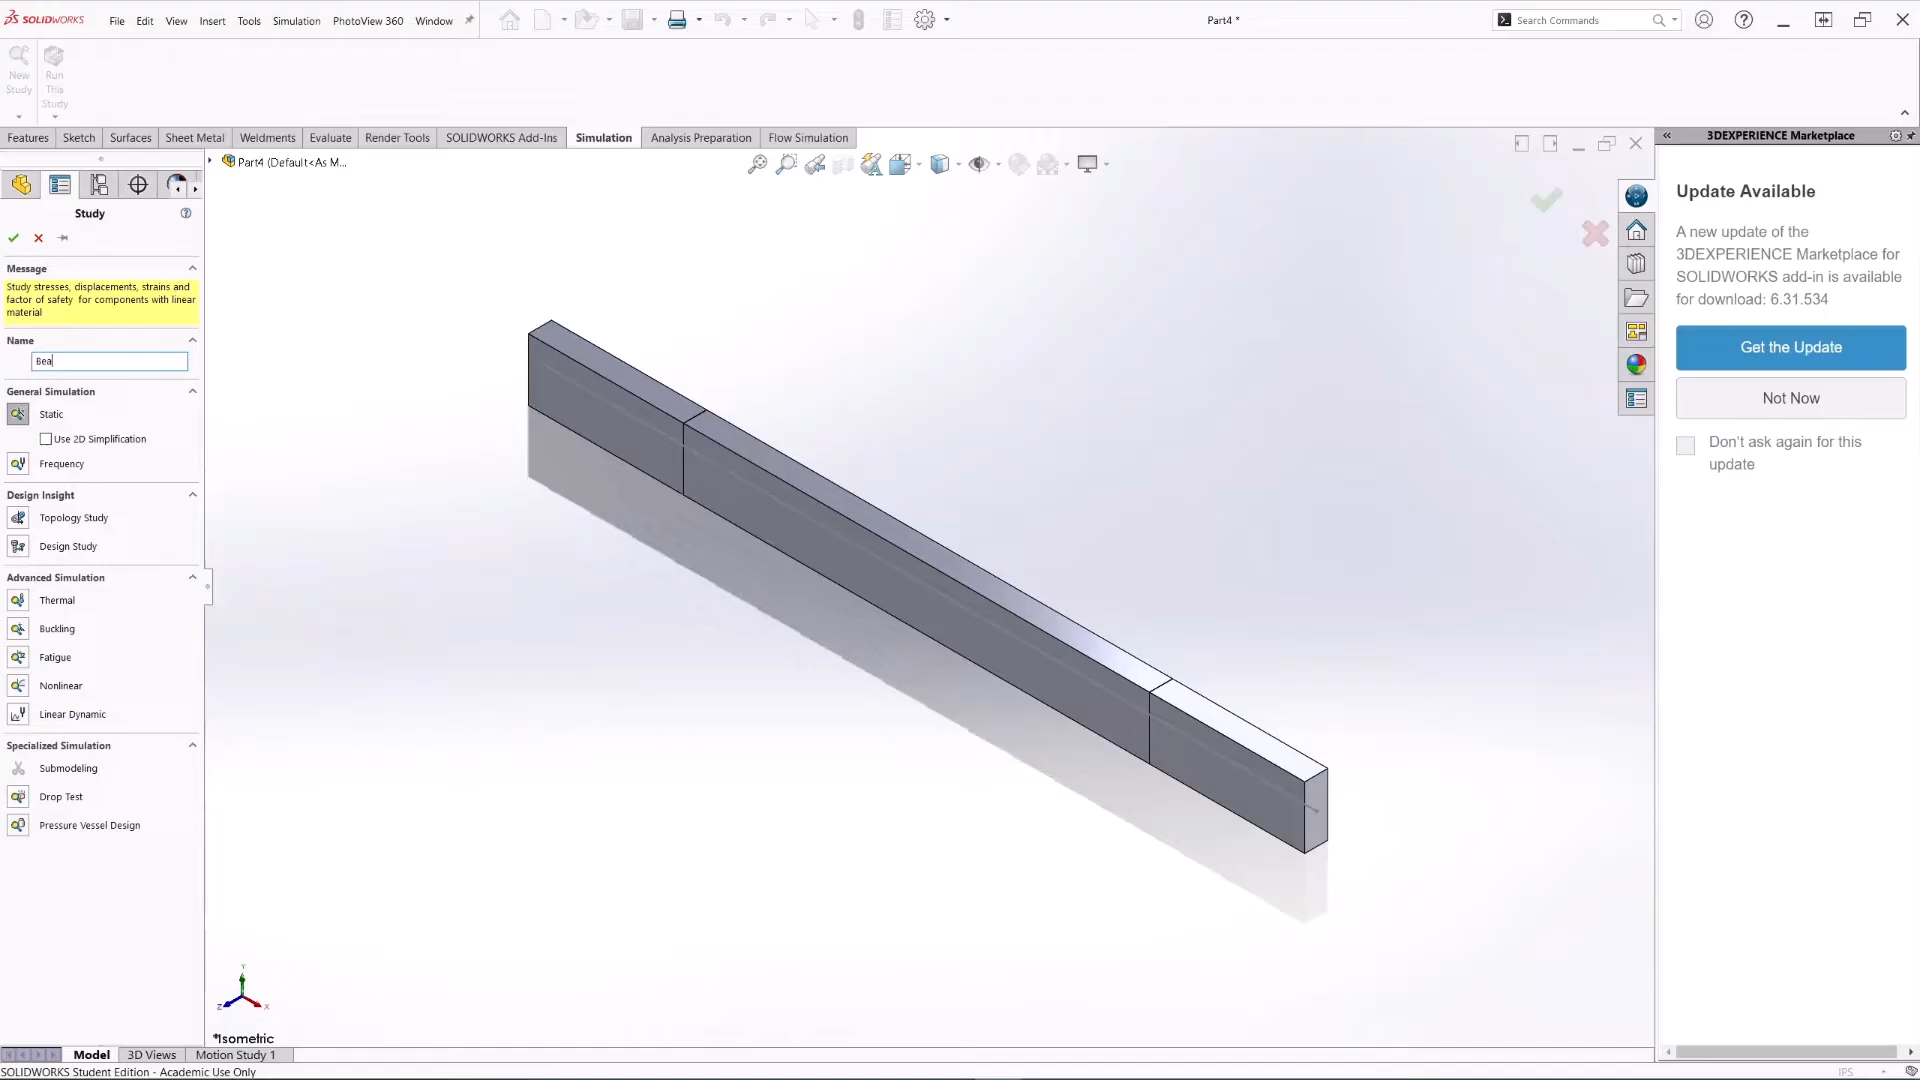 SOLIDWORKS
File Edit View Insert Tools Simulation PhotoView 360 Window
Part4 *
Search Commands
New Study
Run This Study
Features Sketch Surfaces Sheet Metal Weldments Evaluate Render Tools SOLIDWORKS Add-Ins Simulation Analysis Preparation Flow Simulation
3DEXPERIENCE Marketplace
Part4 (Default<As M...
Study
Message
Study stresses, displacements, strains and
factor of safety for components with linear
material
Name
Bea
General Simulation
Static
Use 2D Simplification
Frequency
Design Insight
Topology Study
Design Study
Advanced Simulation
Thermal
Buckling
Fatigue
Nonlinear
Linear Dynamic
Specialized Simulation
Submodeling
Drop Test
Pressure Vessel Design
Y
Z
X
*Isometric
Update Available
A new update of the
3DEXPERIENCE Marketplace for
SOLIDWORKS add-in is available
for download: 6.31.534
Get the Update
Not Now
Don't ask again for this
update
Model 3D Views Motion Study 1
SOLIDWORKS Student Edition - Academic Use Only
IPS